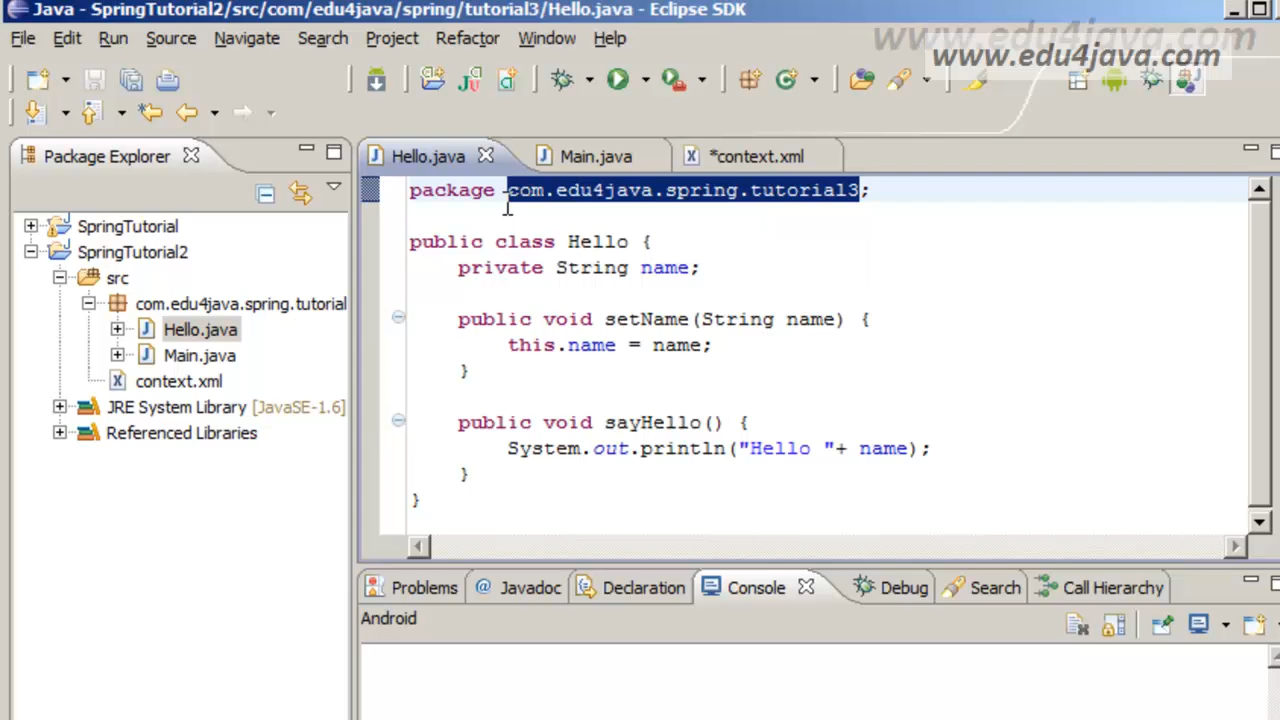 Java - SpringTutorial2/src/com/edu4java/spring/tutorial3/Hello.java - Eclipse SDK
File Edit Run Source Navigate Search Project Refactor Window Help
www.edu4java.com
www.edu4java.com
Package Explorer
Hello.java
Main.java
*context.xml
SpringTutorial
SpringTutorial2
src
com.edu4java.spring.tutorial
Hello.java
Main.java
context.xml
JRE System Library [JavaSE-1.6]
Referenced Libraries
package com.edu4java.spring.tutorial3;
public class Hello {
private String name;
public void setName(String name) {
this.name = name;
}
public void sayHello() {
System.out.println("Hello "+ name);
}
}
Problems Javadoc Declaration Console Debug Search Call Hierarchy
Android